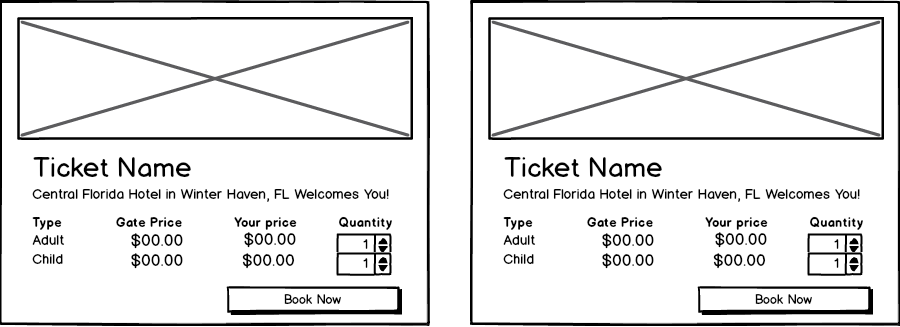 Ticket Name
Central Florida Hotel in Winter Haven, FL Welcomes You!
Type Gate Price Your price Quantity
Adult $00.00 $00.00 1
Child $00.00 $00.00 1
Book Now
Ticket Name
Central Florida Hotel in Winter Haven, FL Welcomes You!
Type Gate Price Your price Quantity
Adult $00.00 $00.00 1
Child $00.00 $00.00 1
Book Now